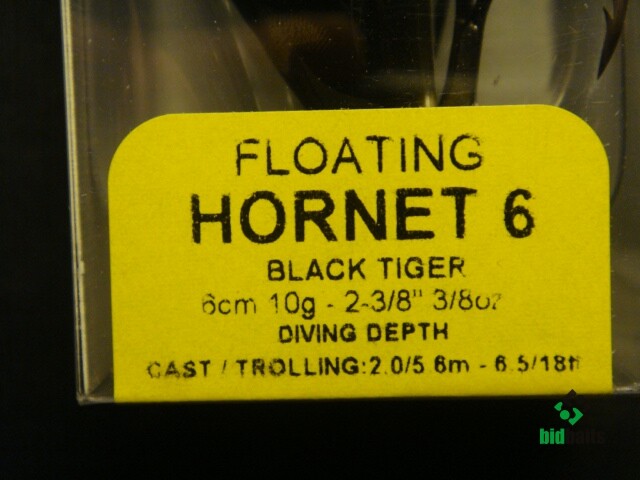 FLOATING
HORNET 6
BLACK TIGER
6cm 10g - 2-3/8" 3/8oz
DIVING DEPTH
CAST / TROLLING:2.0/5.6m - 6.5/18ft
bidbaits